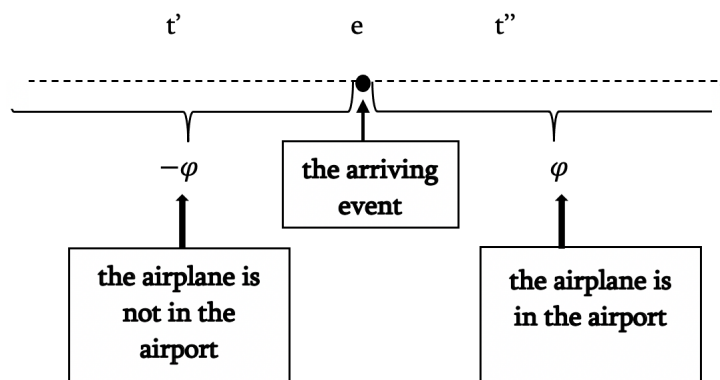 t’ e t”
−φ
φ
the arriving
event
the airplane is
not in the
airport
the airplane is
in the airport